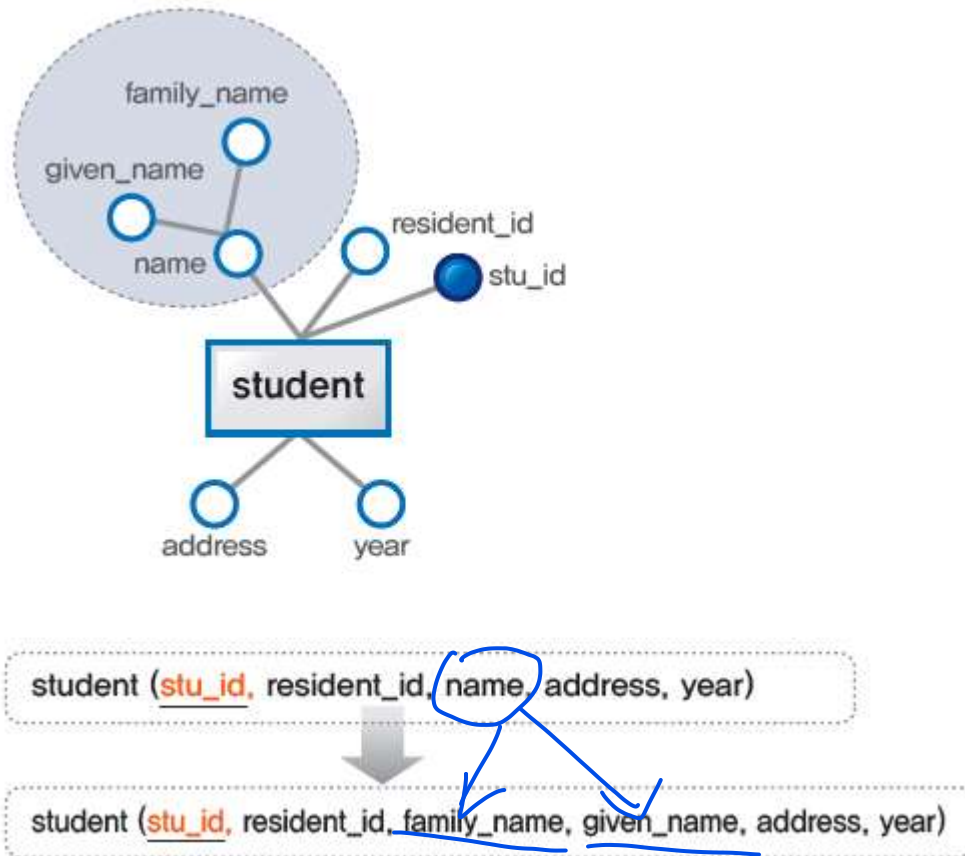 family_name
given_name
resident_id
name
stu_id
student
address
year
student (stu_id, resident_id, name, address, year)
student (stu_id, resident_id, family_name, given_name, address, year)